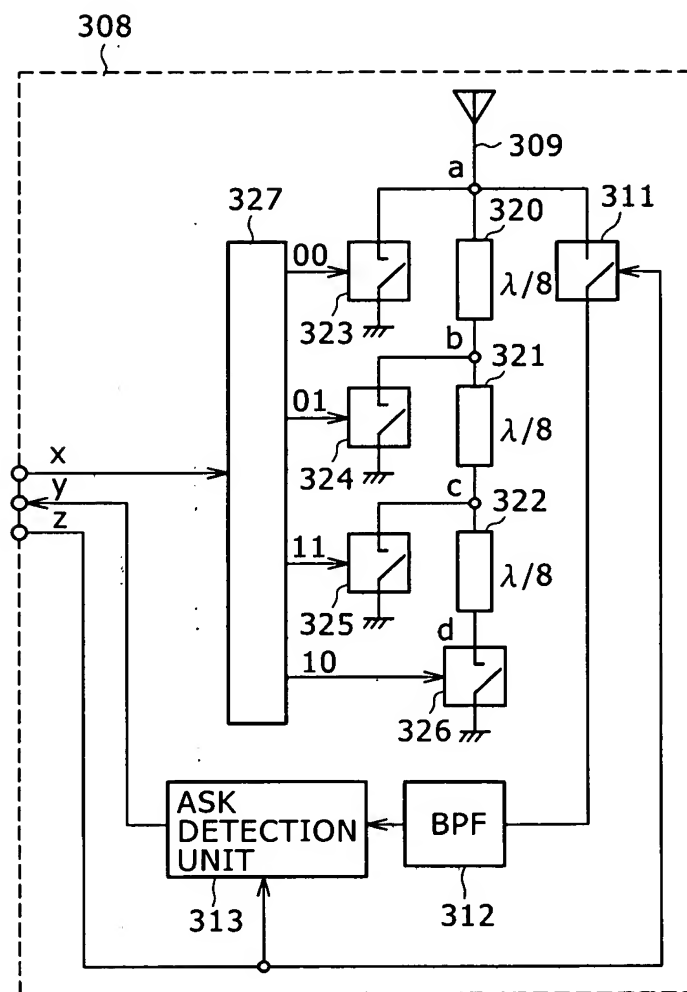 308
309
a
327
320
311
00
λ/8
323
b
321
01
λ/8
324
x
y
c
322
z
11
λ/8
325
d
10
326
ASK
DETECTION
UNIT
BPF
313
312